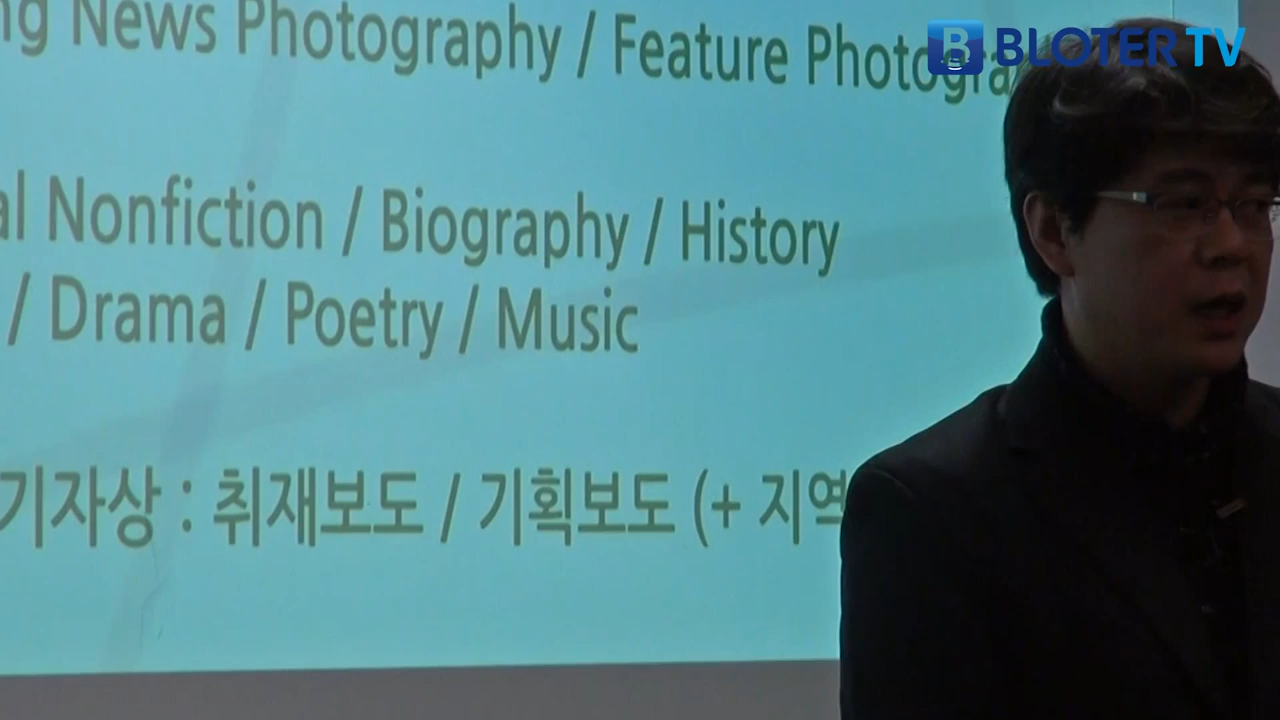 BLOTER TV
ng News Photography / Feature Photogra
al Nonfiction / Biography / History
/ Drama / Poetry / Music
기자상 : 취재보도 / 기획보도 (+ 지역